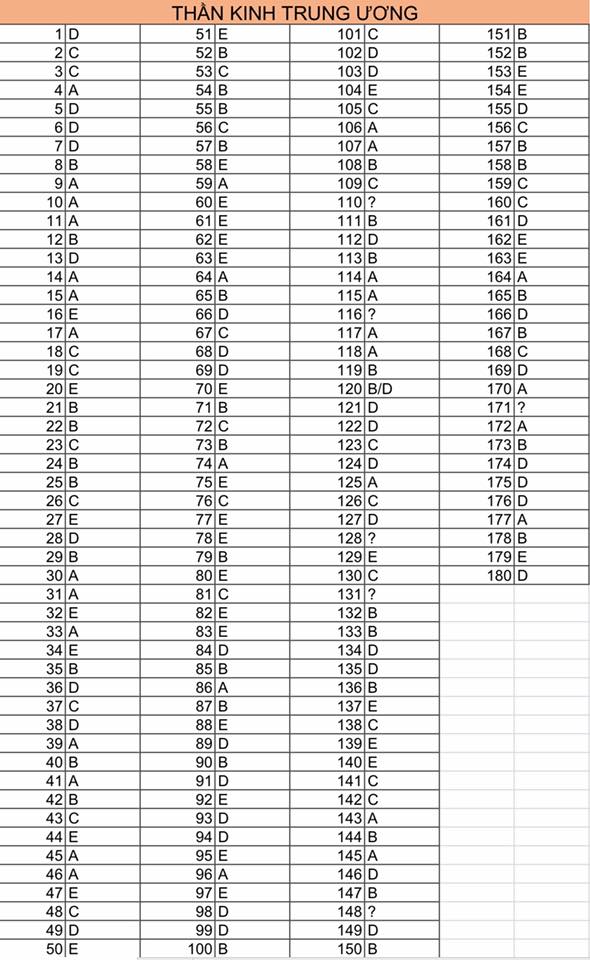 THẦN KINH TRUNG ƯƠNG
1 D 51 E 101 C 151 B
2 C 52 B 102 D 152 B
3 C 53 C 103 D 153 E
4 A 54 B 104 E 154 E
5 D 55 B 105 C 155 D
6 D 56 C 106 A 156 C
7 D 57 B 107 A 157 B
8 B 58 E 108 B 158 B
9 A 59 A 109 C 159 C
10 A 60 E 110 ? 160 C
11 A 61 E 111 B 161 D
12 B 62 E 112 D 162 E
13 D 63 E 113 B 163 E
14 A 64 A 114 A 164 A
15 A 65 B 115 A 165 B
16 E 66 D 116 ? 166 D
17 A 67 C 117 A 167 B
18 C 68 D 118 A 168 C
19 C 69 D 119 B 169 D
20 E 70 E 120 B/D 170 A
21 B 71 B 121 D 171 ?
22 B 72 C 122 D 172 A
23 C 73 B 123 C 173 B
24 B 74 A 124 D 174 D
25 B 75 E 125 A 175 D
26 C 76 C 126 C 176 D
27 E 77 E 127 D 177 A
28 D 78 E 128 ? 178 B
29 B 79 B 129 E 179 E
30 A 80 E 130 C 180 D
31 A 81 C 131 ?
32 E 82 E 132 B
33 A 83 E 133 B
34 E 84 D 134 D
35 B 85 B 135 D
36 D 86 A 136 B
37 C 87 B 137 E
38 D 88 E 138 C
39 A 89 D 139 E
40 B 90 B 140 E
41 A 91 D 141 C
42 B 92 E 142 C
43 C 93 D 143 A
44 E 94 D 144 B
45 A 95 E 145 A
46 A 96 A 146 D
47 E 97 E 147 B
48 C 98 D 148 ?
49 D 99 D 149 D
50 E 100 B 150 B